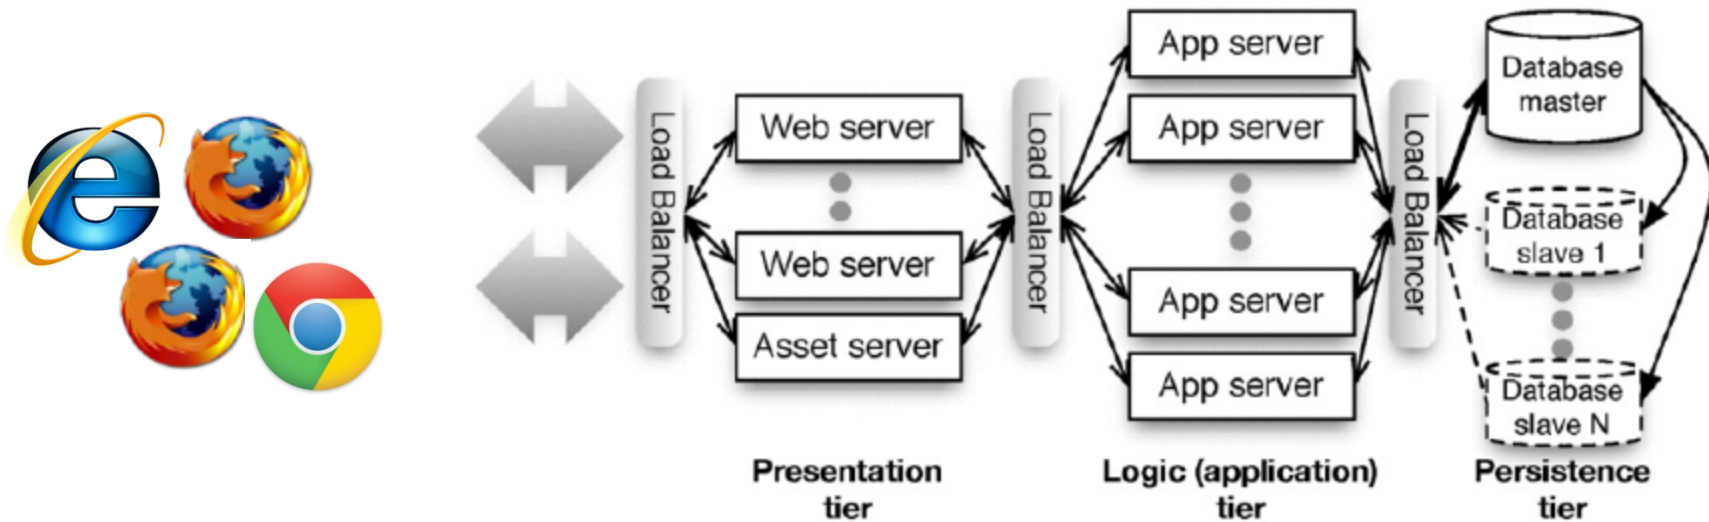 Load Balancer
Web server
Web server
Asset server
Presentation
tier
Load Balancer
App server
App server
App server
App server
Logic (application)
tier
Load Balancer
Database
master
Database
slave 1
Database
slave N
Persistence
tier